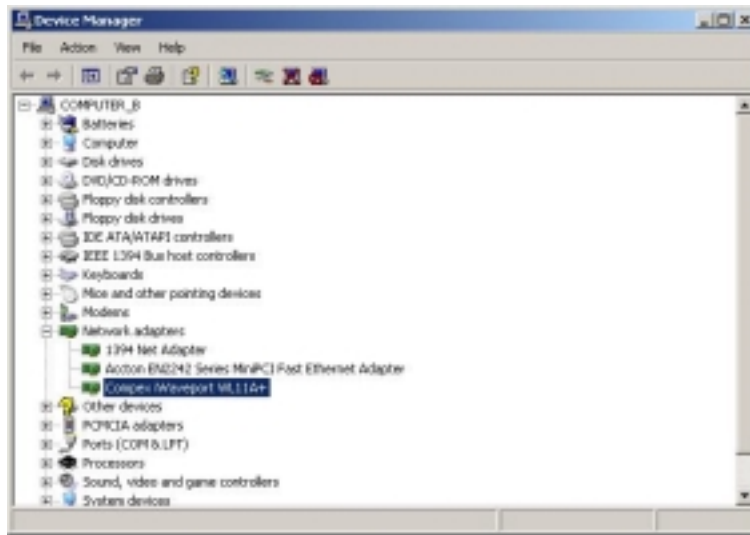 Device Manager
File Action View Help
COMPUTER_B
Batteries
Computer
Disk drives
DVD/CD-ROM drives
Floppy disk controllers
Floppy disk drives
IDE ATA/ATAPI controllers
IEEE 1394 Bus host controllers
Keyboards
Mice and other pointing devices
Modems
Network adapters
1394 Net Adapter
Accton EN2242 Series MiniPCI Fast Ethernet Adapter
Compex iWavePort WL11A+
Other devices
PCMCIA adapters
Ports (COM & LPT)
Processors
Sound, video and game controllers
System devices